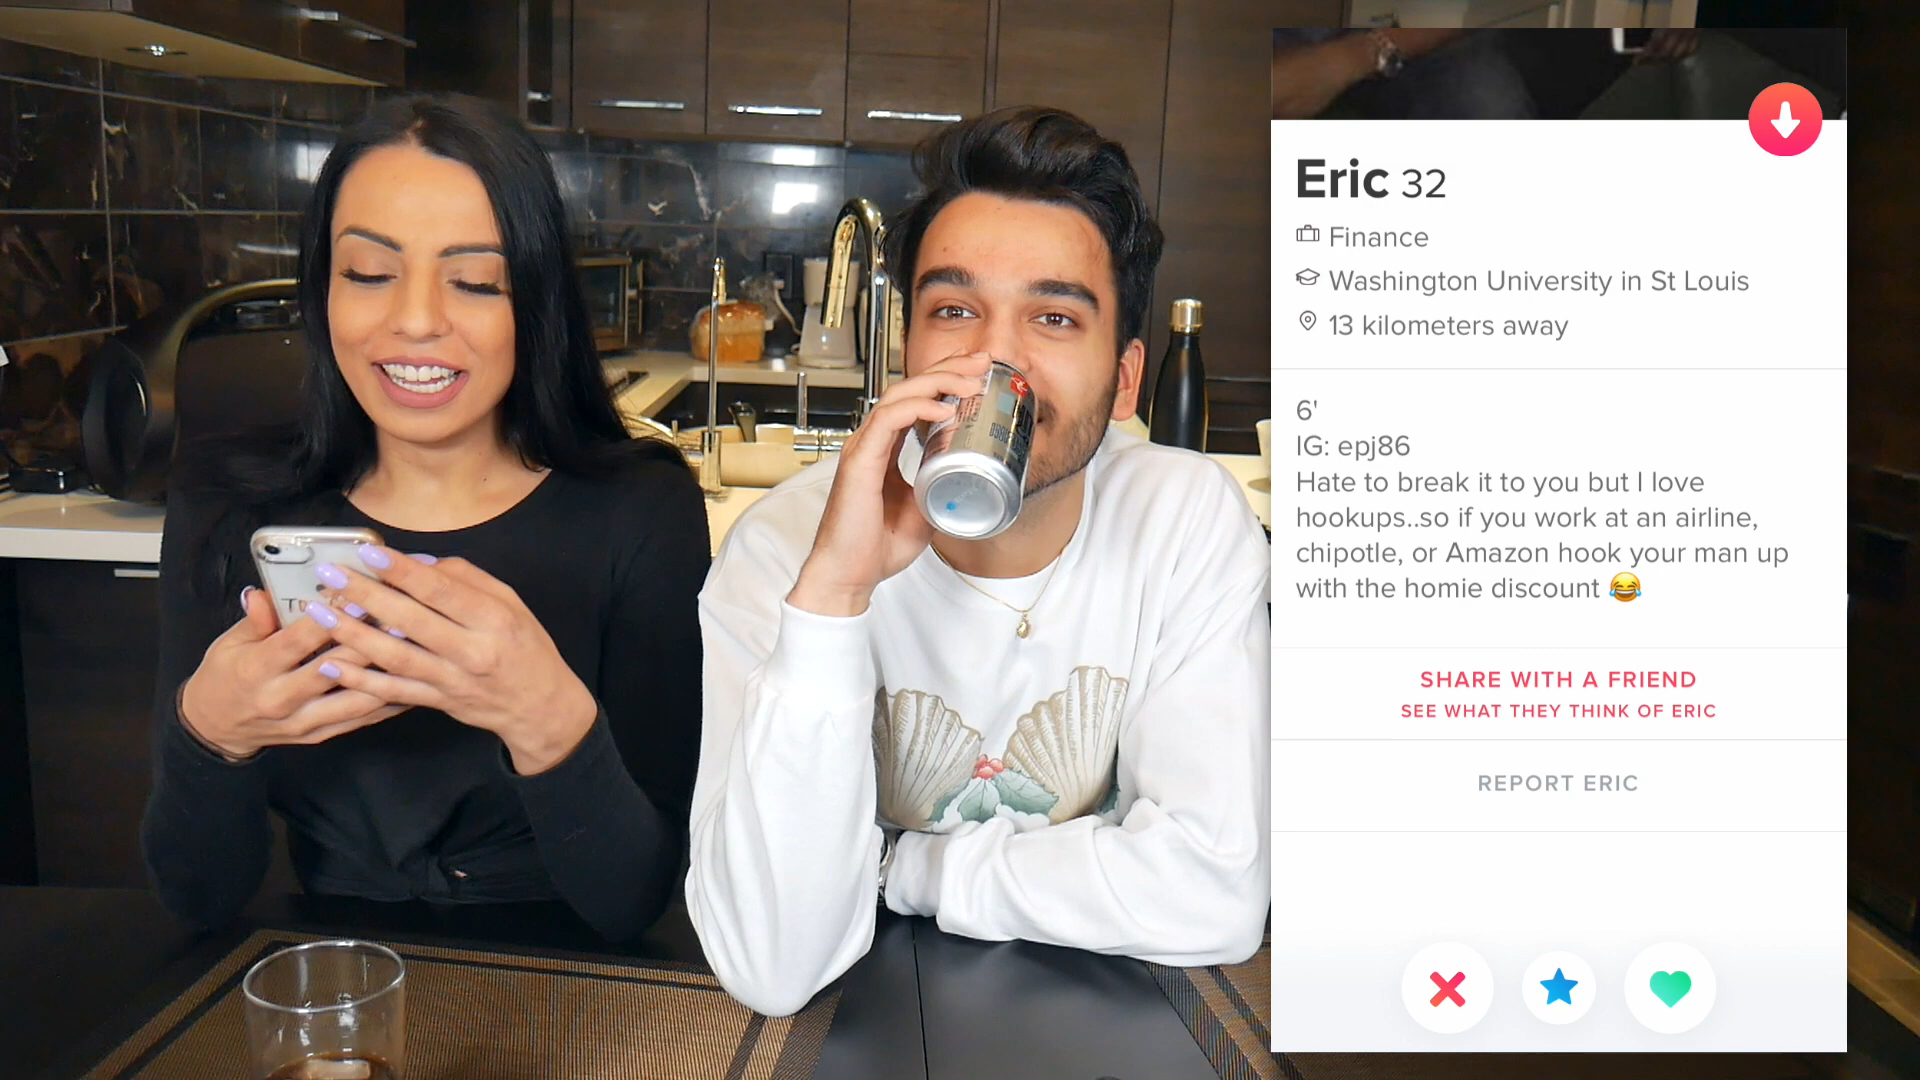 Eric 32
Finance
Washington University in St Louis
13 kilometers away
6'
IG: epj86
Hate to break it to you but I love
hookups..so if you work at an airline,
chipotle, or Amazon hook your man up
with the homie discount 😂
SHARE WITH A FRIEND
SEE WHAT THEY THINK OF ERIC
REPORT ERIC